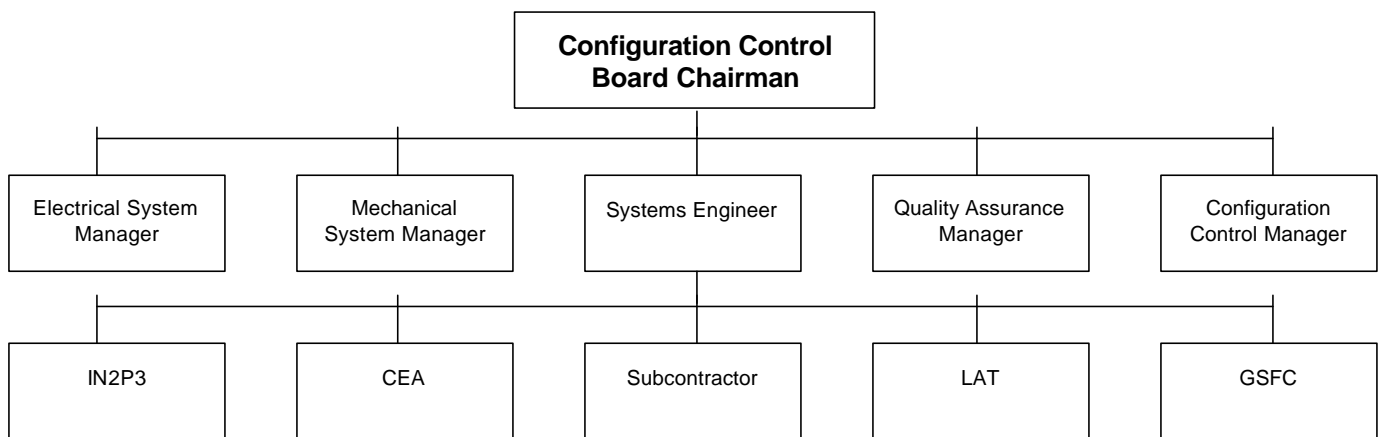 Configuration Control
Board Chairman
Electrical System
Manager
Mechanical
System Manager
Systems Engineer
Quality Assurance
Manager
Configuration
Control Manager
IN2P3
CEA
Subcontractor
LAT
GSFC